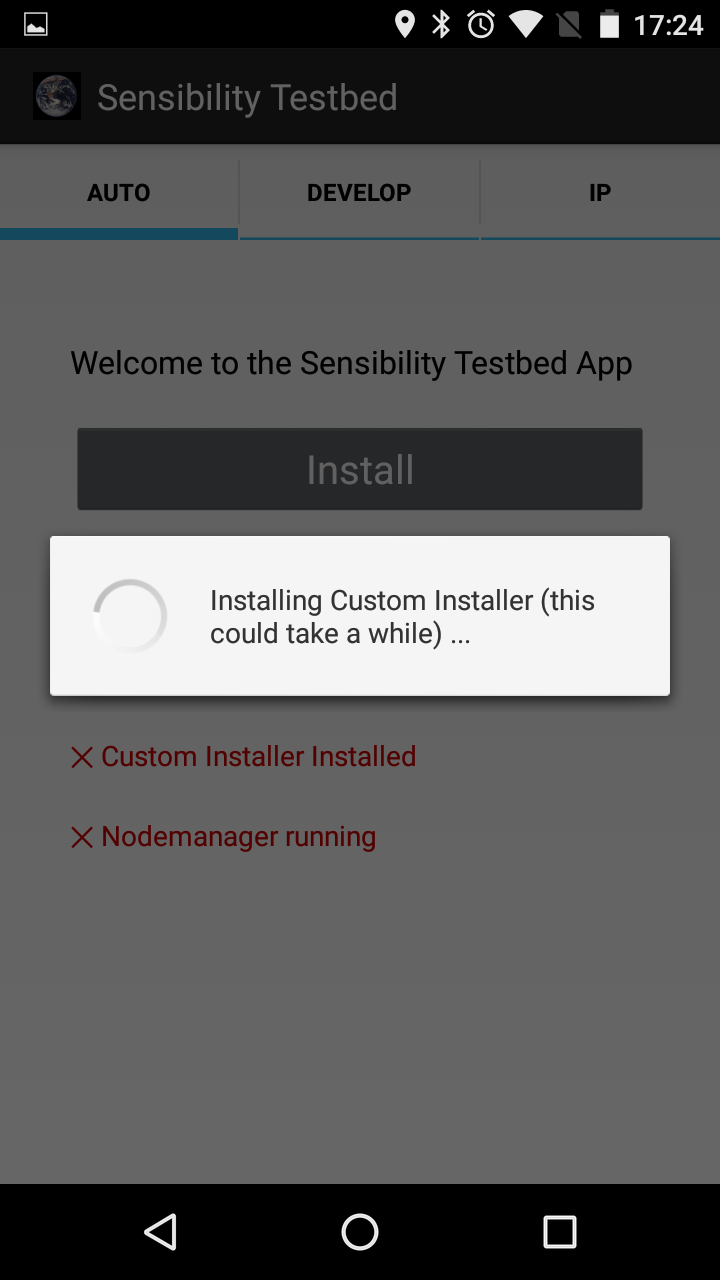 17:24
Sensibility Testbed
AUTO DEVELOP IP
Welcome to the Sensibility Testbed App
Install
Installing Custom Installer (this
could take a while) ...
Custom Installer Installed
Nodemanager running